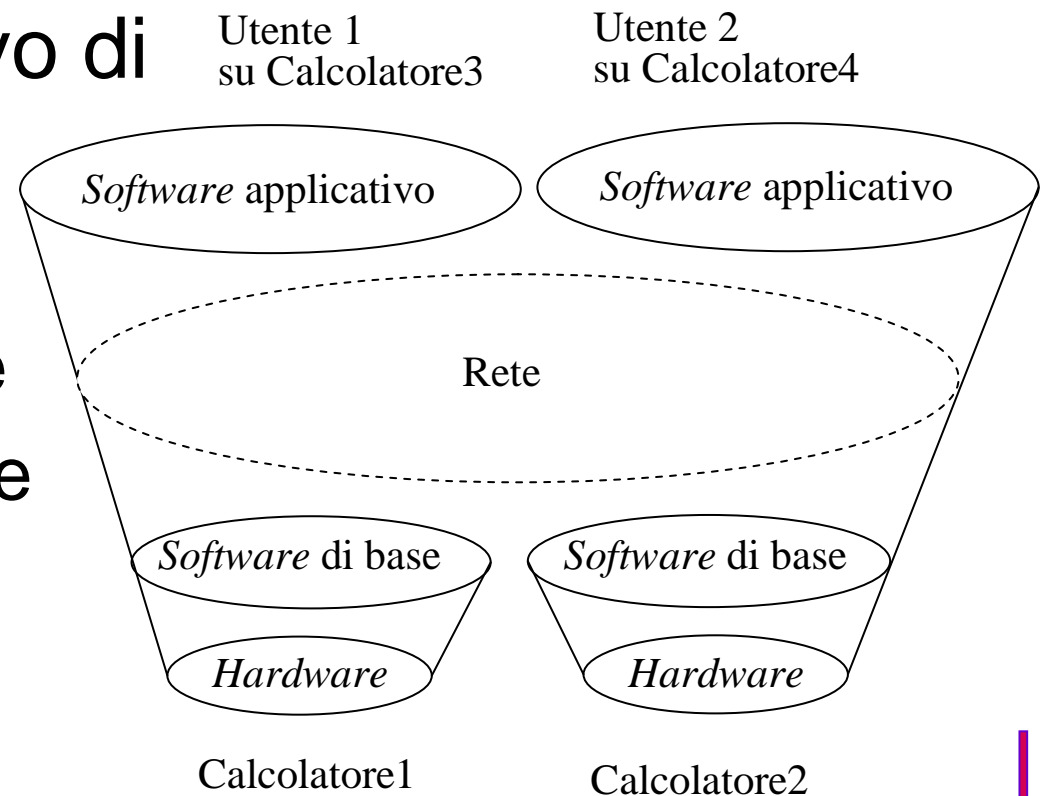 vo di
Utente 1
su Calcolatore3
Utente 2
su Calcolatore4
Software applicativo
Software applicativo
e
Rete
e
Software di base
Software di base
Hardware
Hardware
Calcolatore1
Calcolatore2